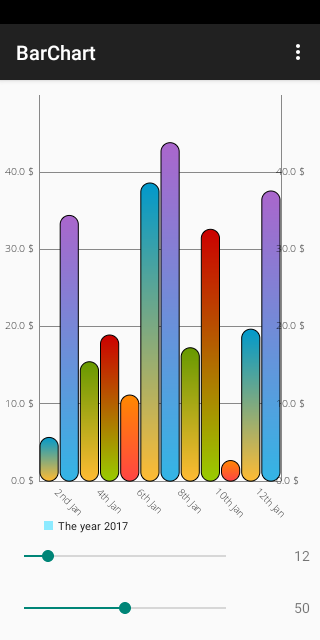 BarChart
40.0 $ 40.0 $
30.0 $ 30.0 $
20.0 $ 20.0 $
10.0 $ 10.0 $
0.0 $ 0.0 $
2nd jan 4th jan 6th jan 8th jan 10th jan 12th jan
The year 2017
12
50